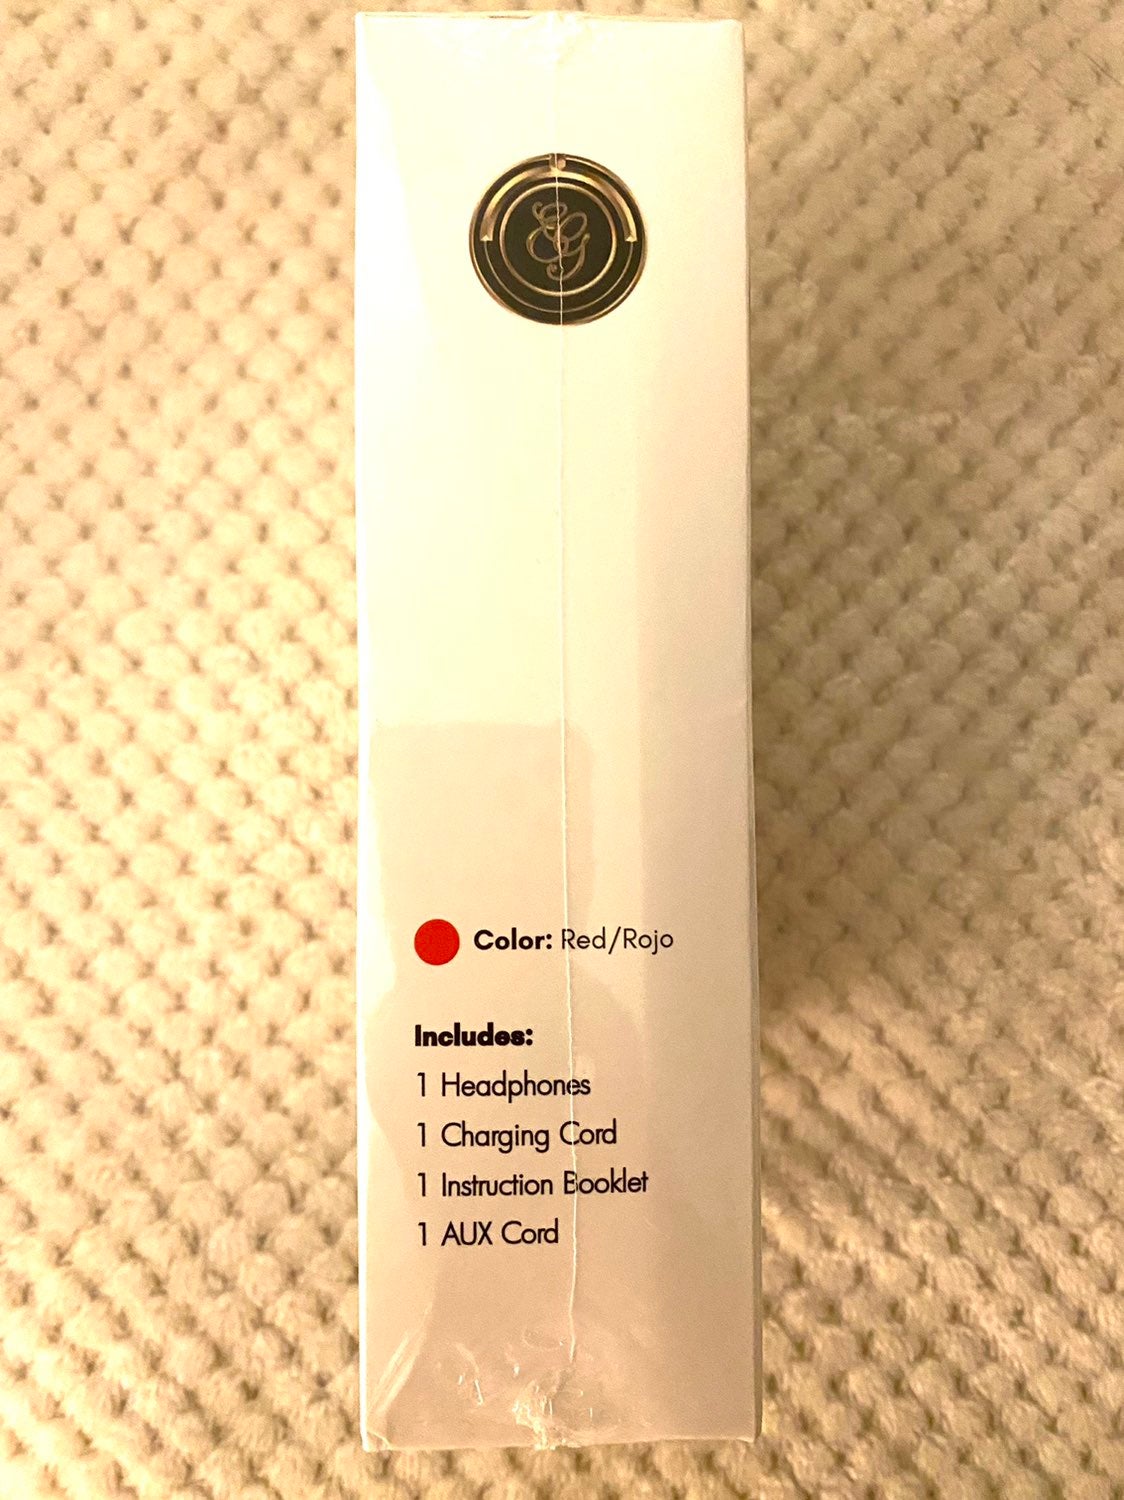 Color: Red/Rojo
Includes:
1 Headphones
1 Charging Cord
1 Instruction Booklet
1 AUX Cord